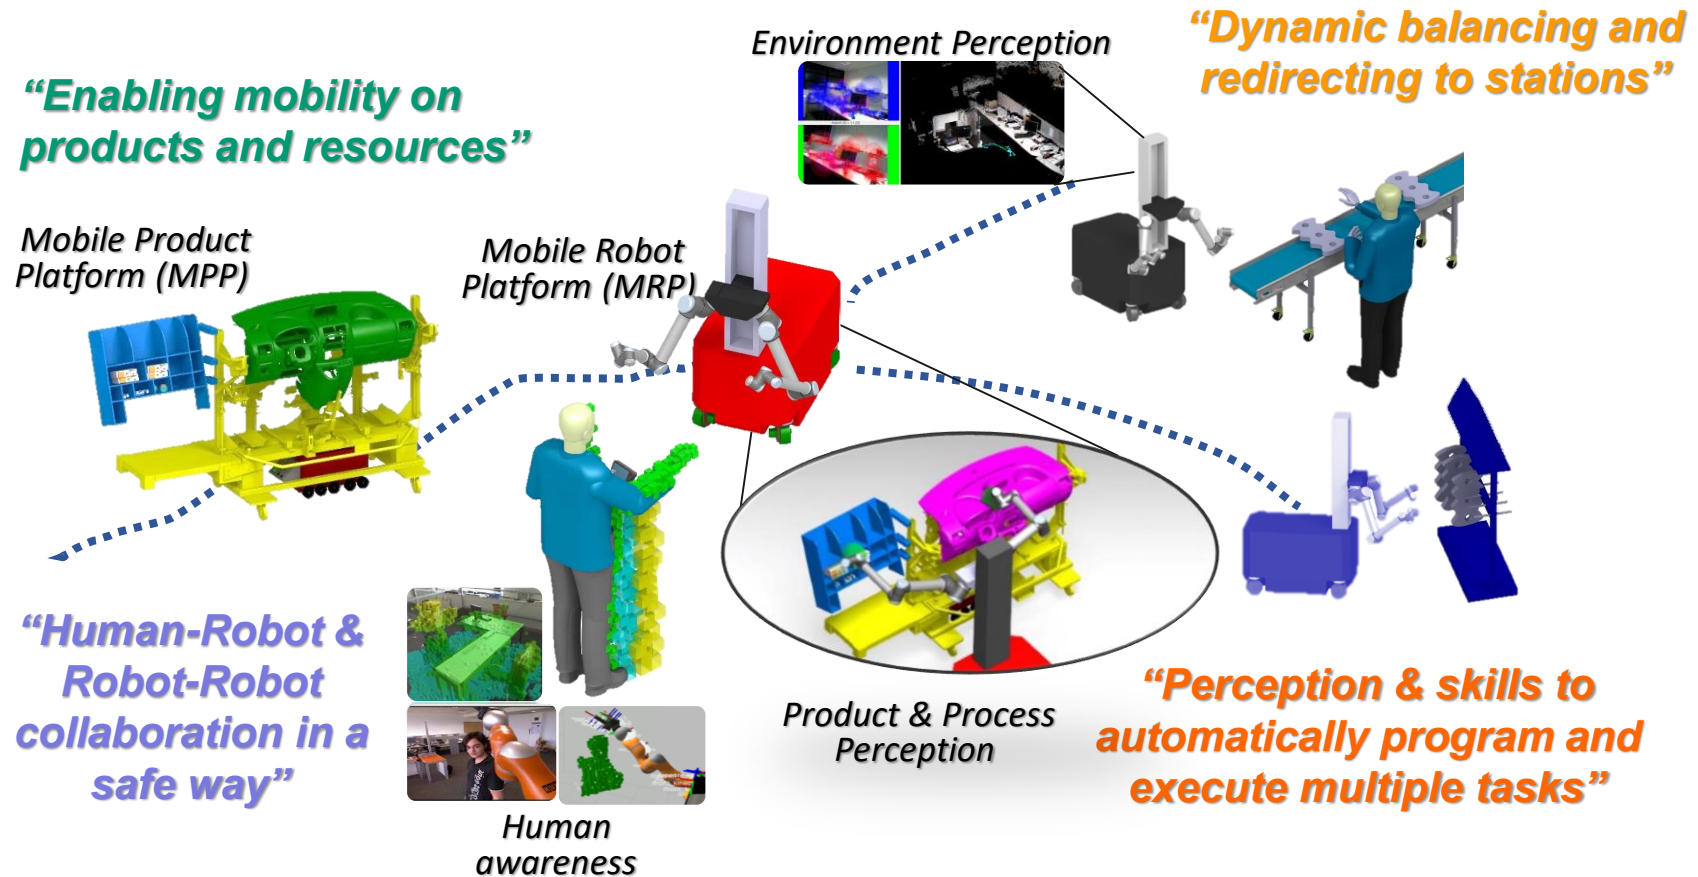 Environment Perception
“Dynamic balancing and
redirecting to stations”
“Enabling mobility on
products and resources”
Mobile Product
Platform (MPP)
Mobile Robot
Platform (MRP)
“Human-Robot &
Robot-Robot
collaboration in a
safe way”
Product & Process
Perception
“Perception & skills to
automatically program and
execute multiple tasks”
Human
awareness